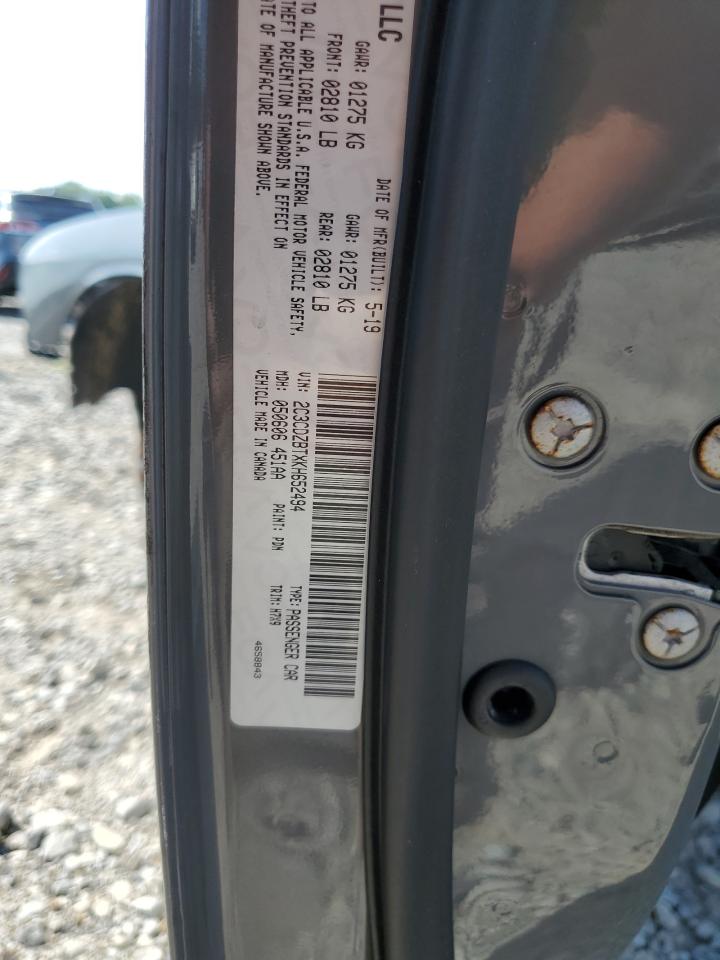 LLC
DATE OF MFR(BUILT): 5-19
GAWR: 01275 KG GAWR: 01275 KG
FRONT: 02810 LB REAR: 02810 LB
TO ALL APPLICABLE U.S.A. FEDERAL MOTOR VEHICLE SAFETY,
THEFT PREVENTION STANDARDS IN EFFECT ON
DATE OF MANUFACTURE SHOWN ABOVE.
VIN: 2C3CDZBTXKH652494 TYPE: PASSENGER CAR
MDH: 050606 451AA PAINT: PDN TRIM: H7X9
VEHICLE MADE IN CANADA 4658843